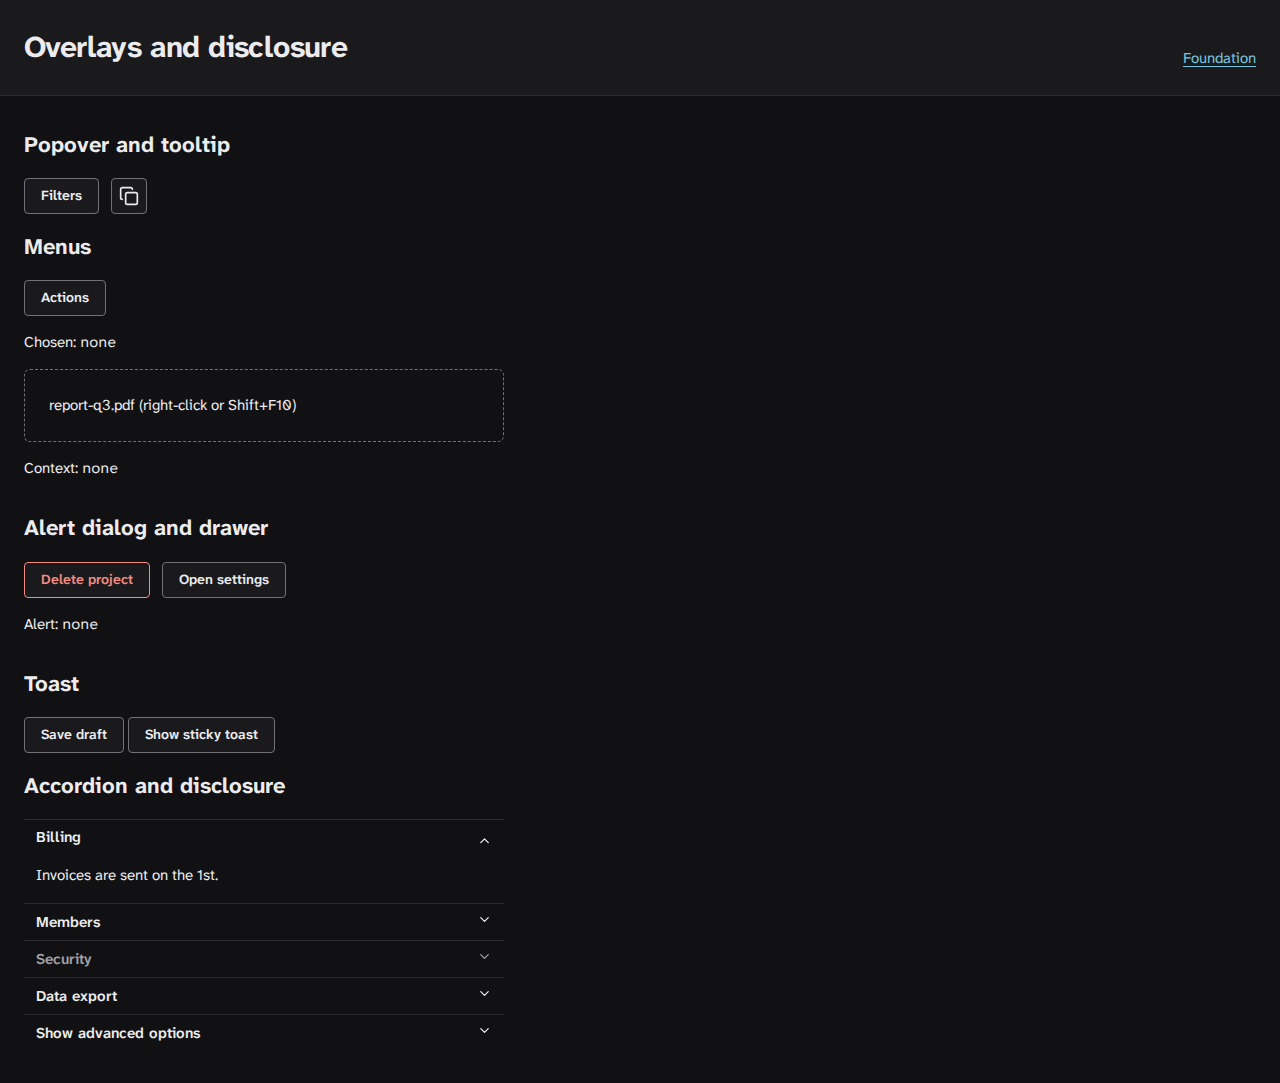 Overlays and disclosure
Foundation
Popover and tooltip
Filters
Menus
Actions
Chosen: none
report-q3.pdf (right-click or Shift+F10)
Context: none
Alert dialog and drawer
Delete project
Open settings
Alert: none
Toast
Save draft
Show sticky toast
Accordion and disclosure
Billing
Invoices are sent on the 1st.
Members
Security
Data export
Show advanced options